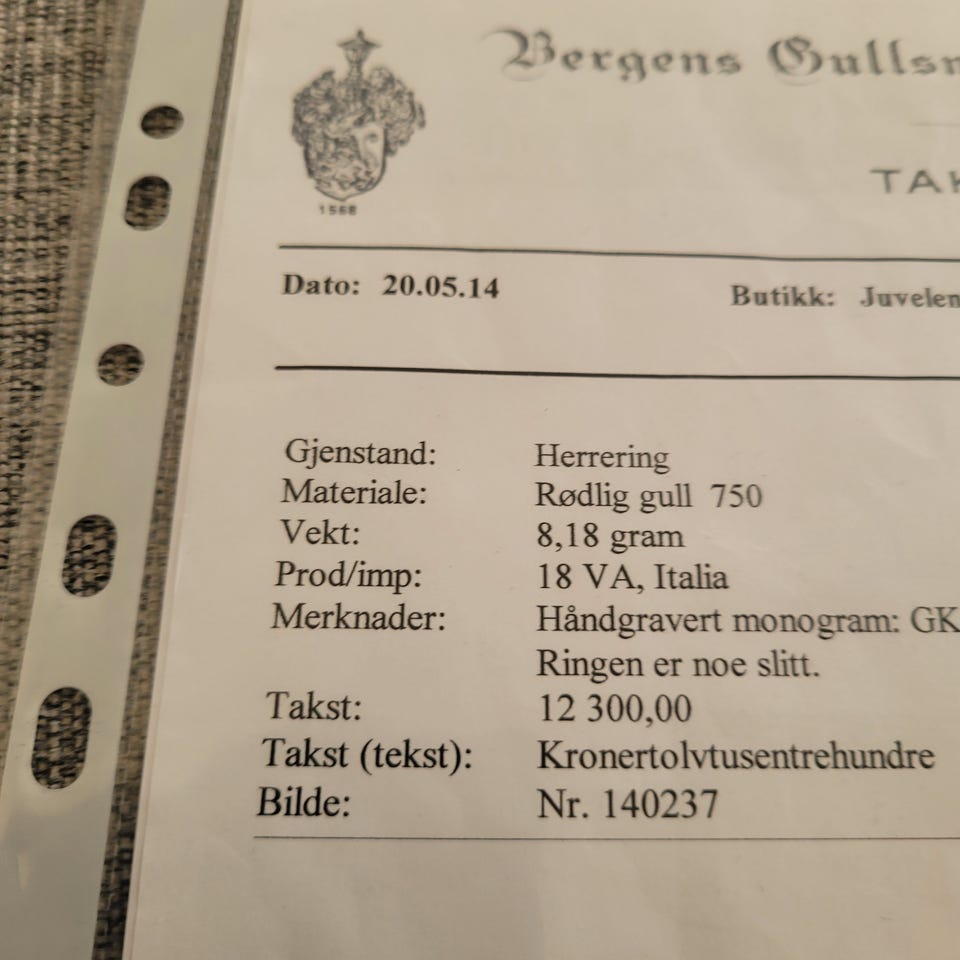 Bergens
1568
Dato: 20.05.14 Butikk: Juvelen
Gjenstand: Herrering
Materiale: Rødlig gull 750
Vekt: 8,18 gram
Prod/imp: 18 VA, Italia
Merknader: Håndgravert monogram: GK
Ringen er noe slitt.
Takst: 12 300,00
Takst (tekst): Kronertolvtusentrehundre
Bilde: Nr. 140237